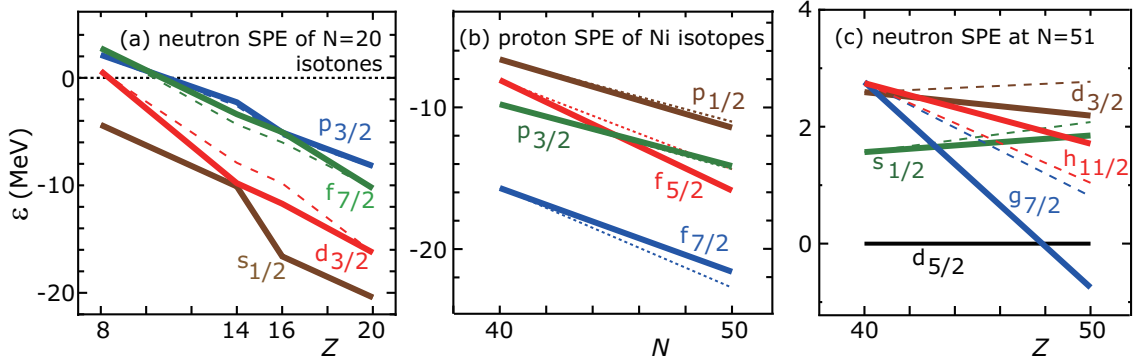 (a) neutron SPE of N=20
isotones
ε (MeV)
0
-10
-20
p3/2
f7/2
d3/2
s1/2
8
14
16
20
Z
(b) proton SPE of Ni isotopes
-10
-20
p1/2
p3/2
f5/2
f7/2
40
50
N
(c) neutron SPE at N=51
4
2
0
d3/2
s1/2
h11/2
g7/2
d5/2
40
50
Z